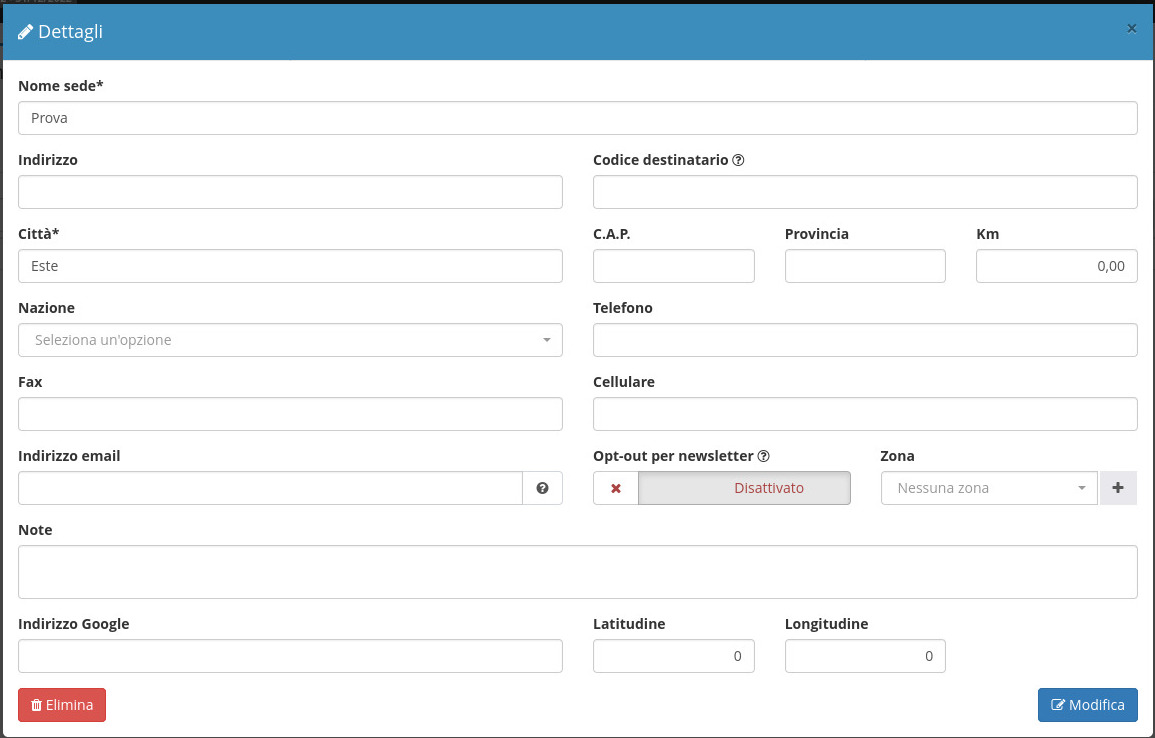 Dettagli ×
Nome sede*
Prova
Indirizzo Codice destinatario
Città* C.A.P. Provincia Km
Este 0,00
Nazione Telefono
Seleziona un'opzione
Fax Cellulare
Indirizzo email Opt-out per newsletter Zona
Disattivato Nessuna zona +
Note
Indirizzo Google Latitudine Longitudine
0 0
Elimina Modifica